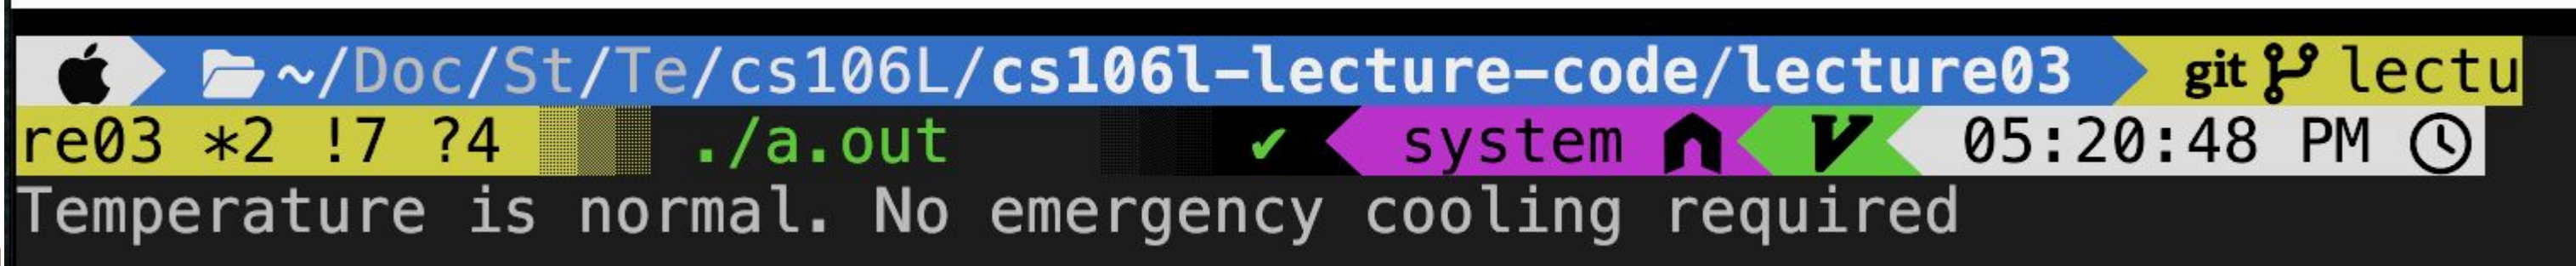 ~/Doc/St/Te/cs106L/cs106l-lecture-code/lecture03 git lectu
re03 *2 !7 ?4 ./a.out ✔ system V 05:20:48 PM
Temperature is normal. No emergency cooling required